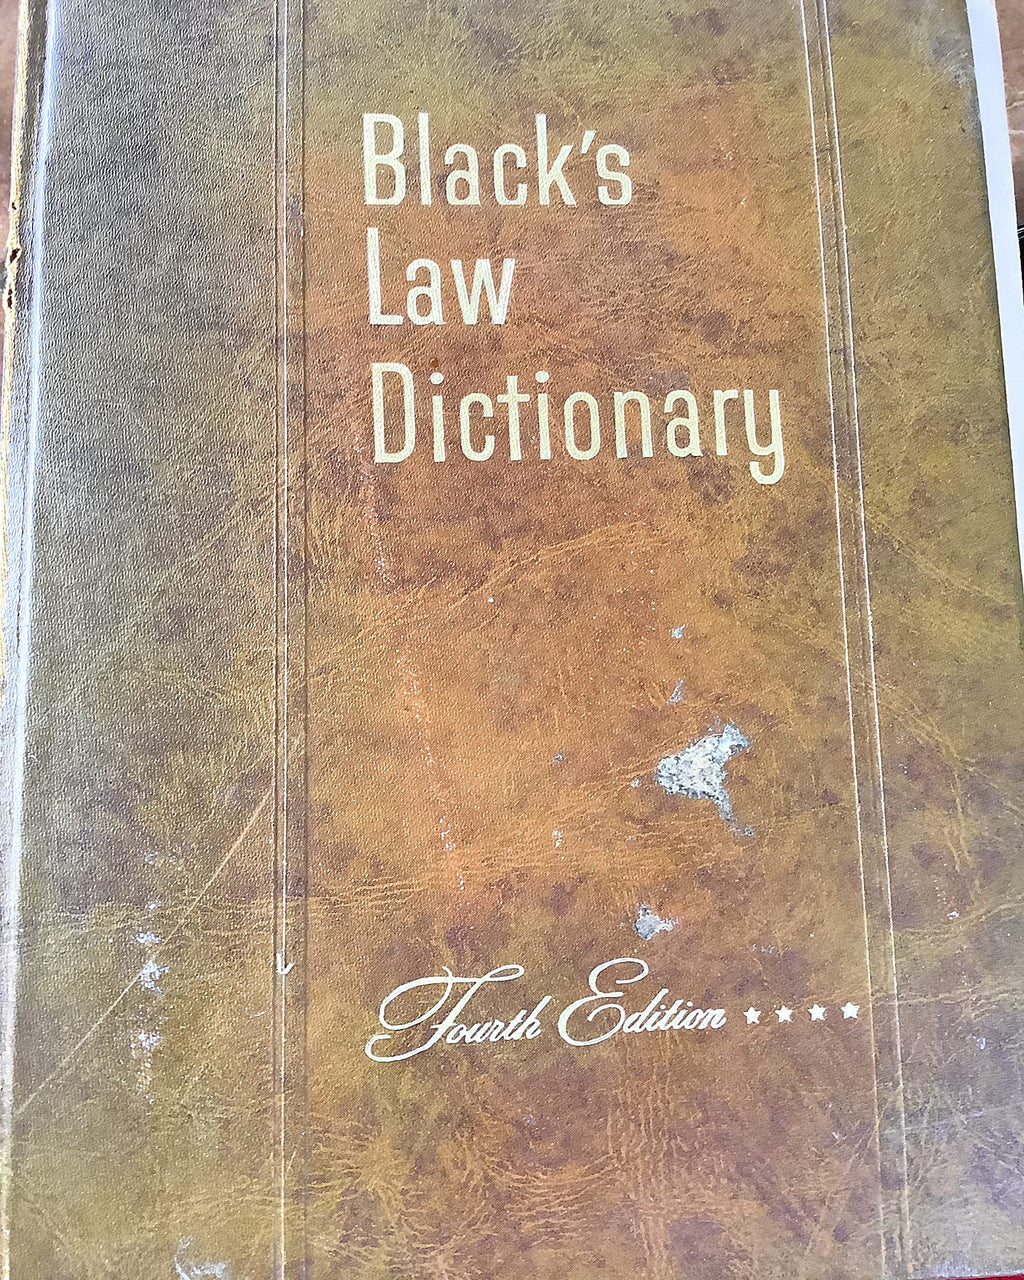 Black's
Law
Dictionary
Fourth Edition ★★★★